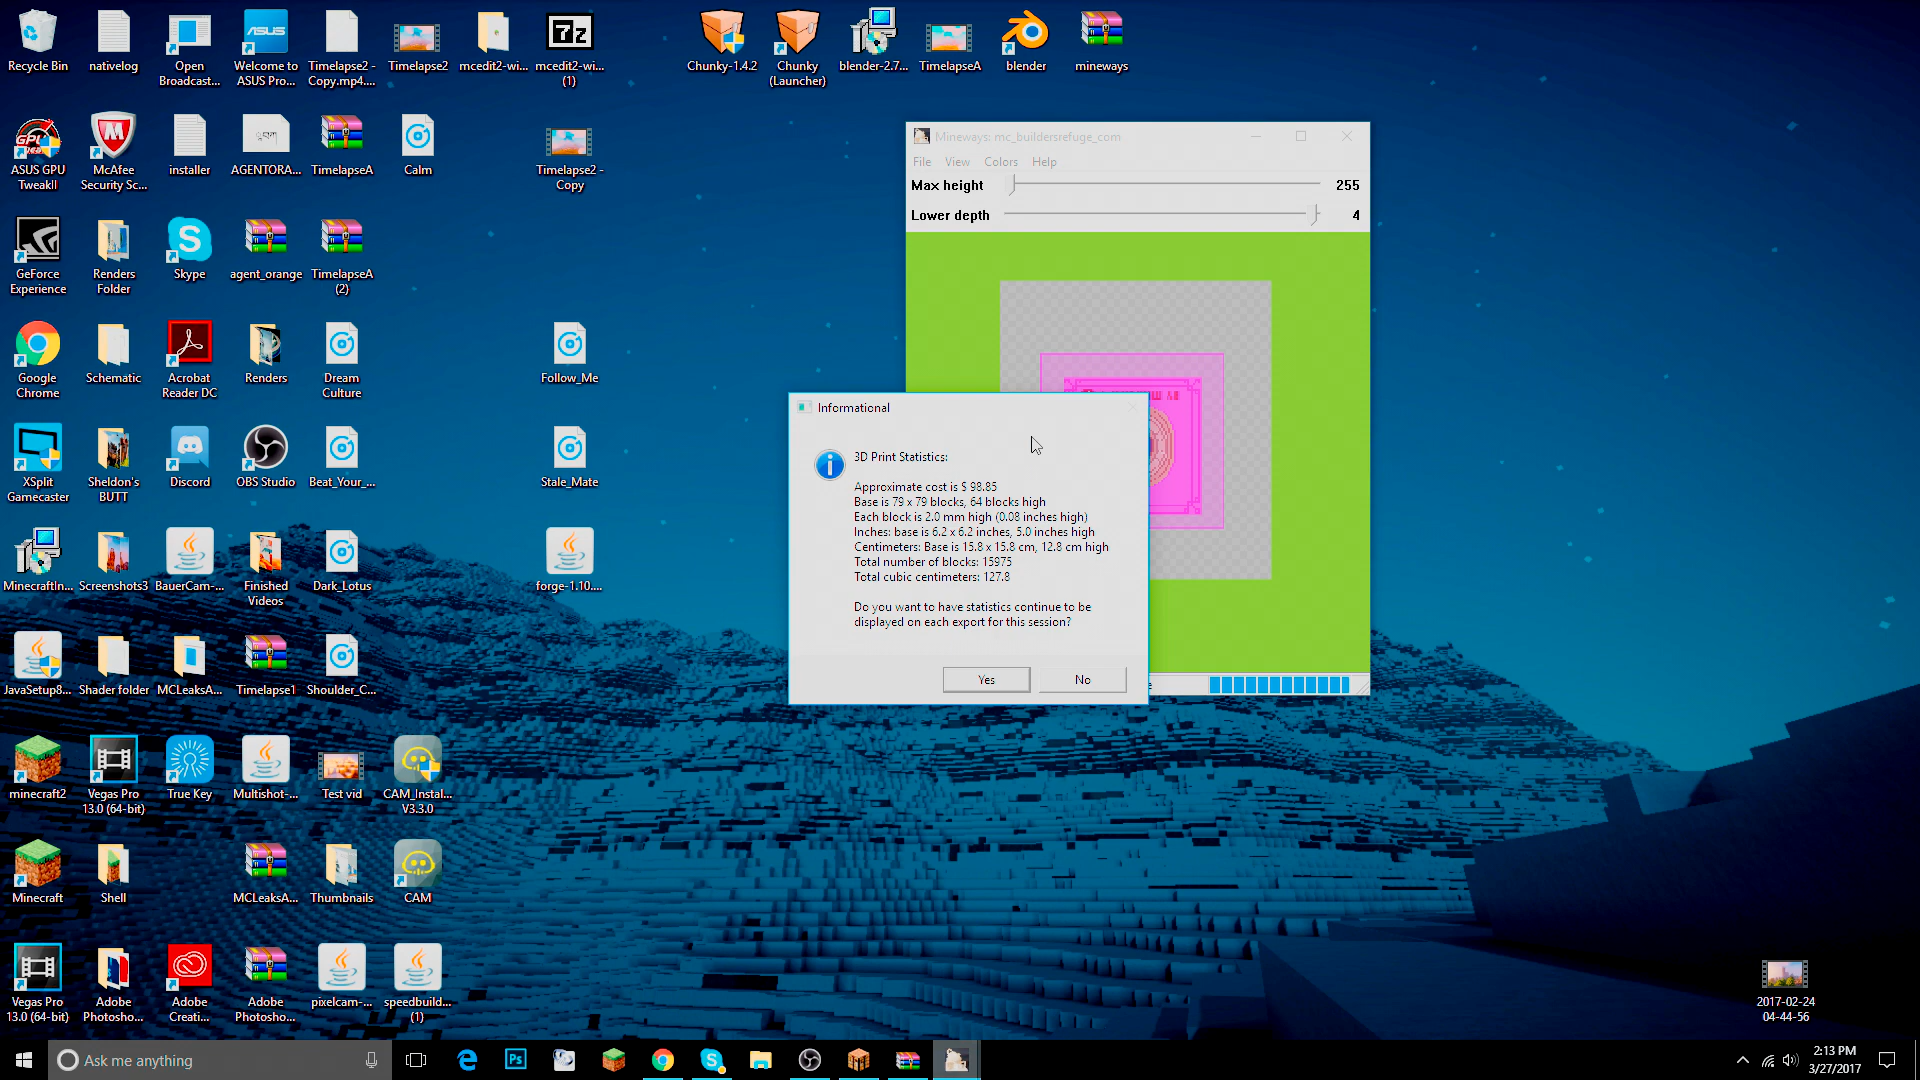 Recycle Bin
nativelog
Open
Broadcast...
Welcome to
ASUS Pro...
Timelapse2 -
Copy.mp4....
Timelapse2
mcedit2-wi...
7z
mcedit2-wi...
(1)
Chunky-1.4.2
Chunky
(Launcher)
blender-2.7...
TimelapseA
blender
mineways
ASUS GPU
TweakII
McAfee
Security Sc...
installer
AGENTORA...
TimelapseA
Calm
Timelapse2 -
Copy
GeForce
Experience
Renders
Folder
Skype
agent_orange
TimelapseA
(2)
Google
Chrome
Schematic
Acrobat
Reader DC
Renders
Dream
Culture
Follow_Me
XSplit
Gamecaster
Sheldon's
BUTT
Discord
OBS Studio
Beat_Your_...
Stale_Mate
MinecraftIn...
Screenshots3
BauerCam-...
Finished
Videos
Dark_Lotus
forge-1.10....
JavaSetup8...
Shader folder
MCLeaksA...
Timelapse1
Shoulder_C...
minecraft2
Vegas Pro
13.0 (64-bit)
True Key
Multishot-...
Test vid
CAM_Instal...
V3.3.0
Minecraft
Shell
MCLeaksA...
Thumbnails
CAM
Vegas Pro
13.0 (64-bit)
Adobe
Photosho...
Adobe
Creati...
Adobe
Photosho...
pixelcam-...
speedbuild...
(1)
Mineways: mc_buildersrefuge_com
File View Colors Help
Max height 255
Lower depth 4
Informational
3D Print Statistics:
Approximate cost is $ 98.85
Base is 79 x 79 blocks, 64 blocks high
Each block is 2.0 mm high (0.08 inches high)
Inches: base is 6.2 x 6.2 inches, 5.0 inches high
Centimeters: Base is 15.8 x 15.8 cm, 12.8 cm high
Total number of blocks: 15975
Total cubic centimeters: 127.8
Do you want to have statistics continue to be
displayed on each export for this session?
Yes No
2017-02-24
04-44-56
Ask me anything
Ps
2:13 PM
3/27/2017